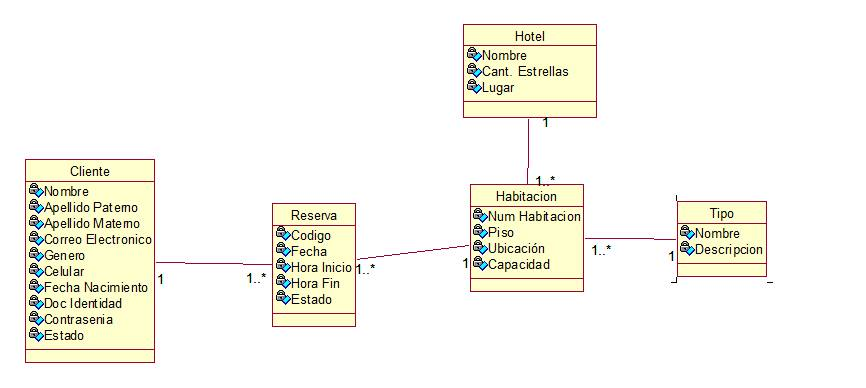 Hotel
Nombre
Cant. Estrellas
Lugar
1
1..*
Cliente
Nombre
Apellido Paterno
Apellido Materno
Correo Electronico
Genero
Celular
Fecha Nacimiento
Doc Identidad
Contrasenia
Estado
1
1..*
Reserva
Codigo
Fecha
Hora Inicio
Hora Fin
Estado
1..*
1
Habitacion
Num Habitacion
Piso
Ubicación
Capacidad
1..*
1
Tipo
Nombre
Descripcion